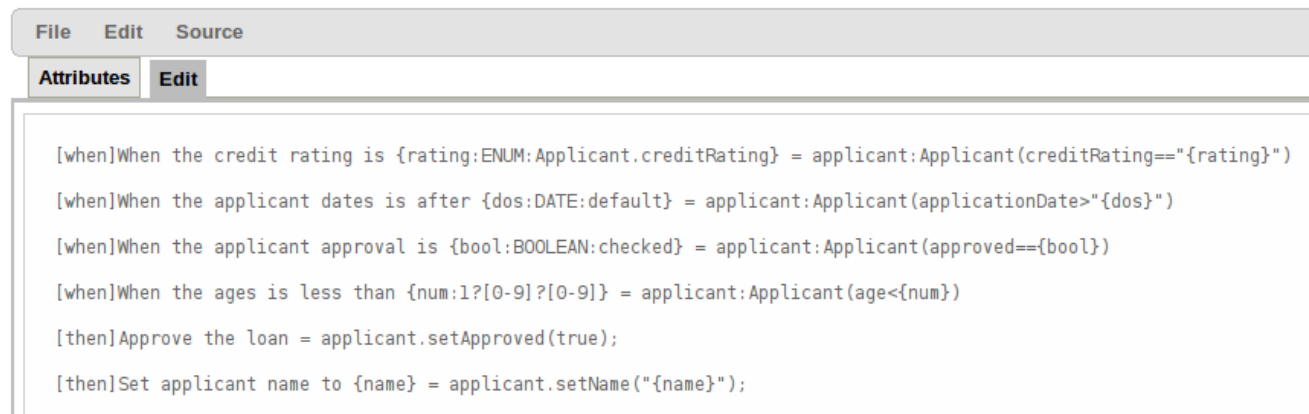 File Edit Source
Attributes Edit
[when]When the credit rating is {rating:ENUM:Applicant.creditRating} = applicant:Applicant(creditRating=="{rating}")
[when]When the applicant dates is after {dos:DATE:default} = applicant:Applicant(applicationDate>"{dos}")
[when]When the applicant approval is {bool:BOOLEAN:checked} = applicant:Applicant(approved=={bool})
[when]When the ages is less than {num:1?[0-9]?[0-9]} = applicant:Applicant(age<{num})
[then]Approve the loan = applicant.setApproved(true);
[then]Set applicant name to {name} = applicant.setName("{name}");